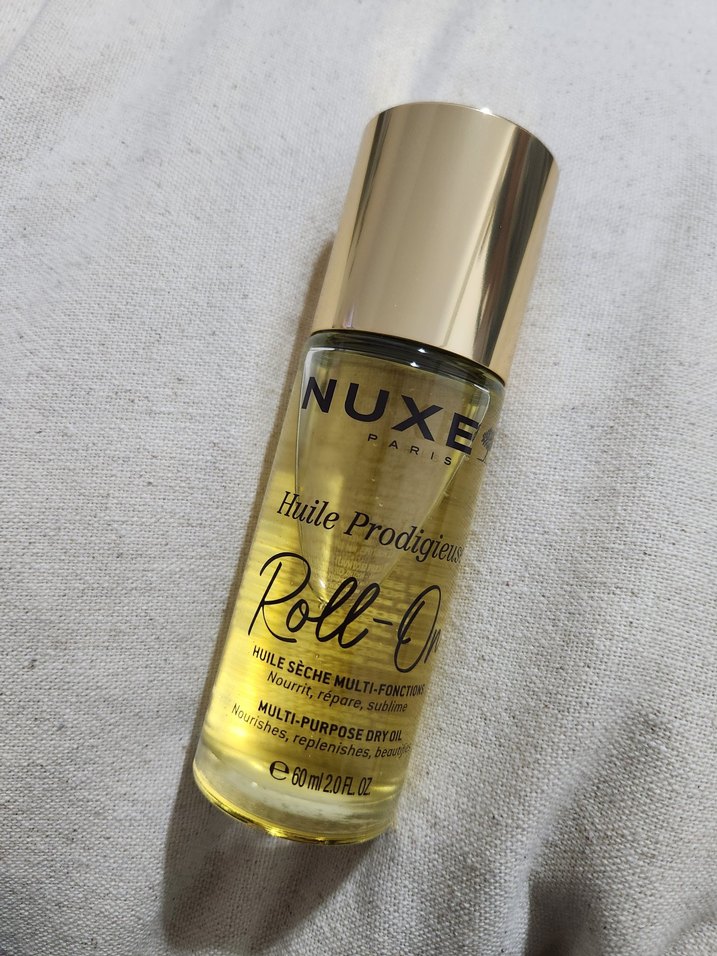 NUXE
PARIS
Huile Prodigieus
Roll-On
HUILE SÈCHE MULTI-FONCTIONS
Nourrit, répare, sublime
MULTI-PURPOSE DRY OIL
Nourishes, replenishes, beautifies
℮ 60 ml 2.0 FL. OZ.